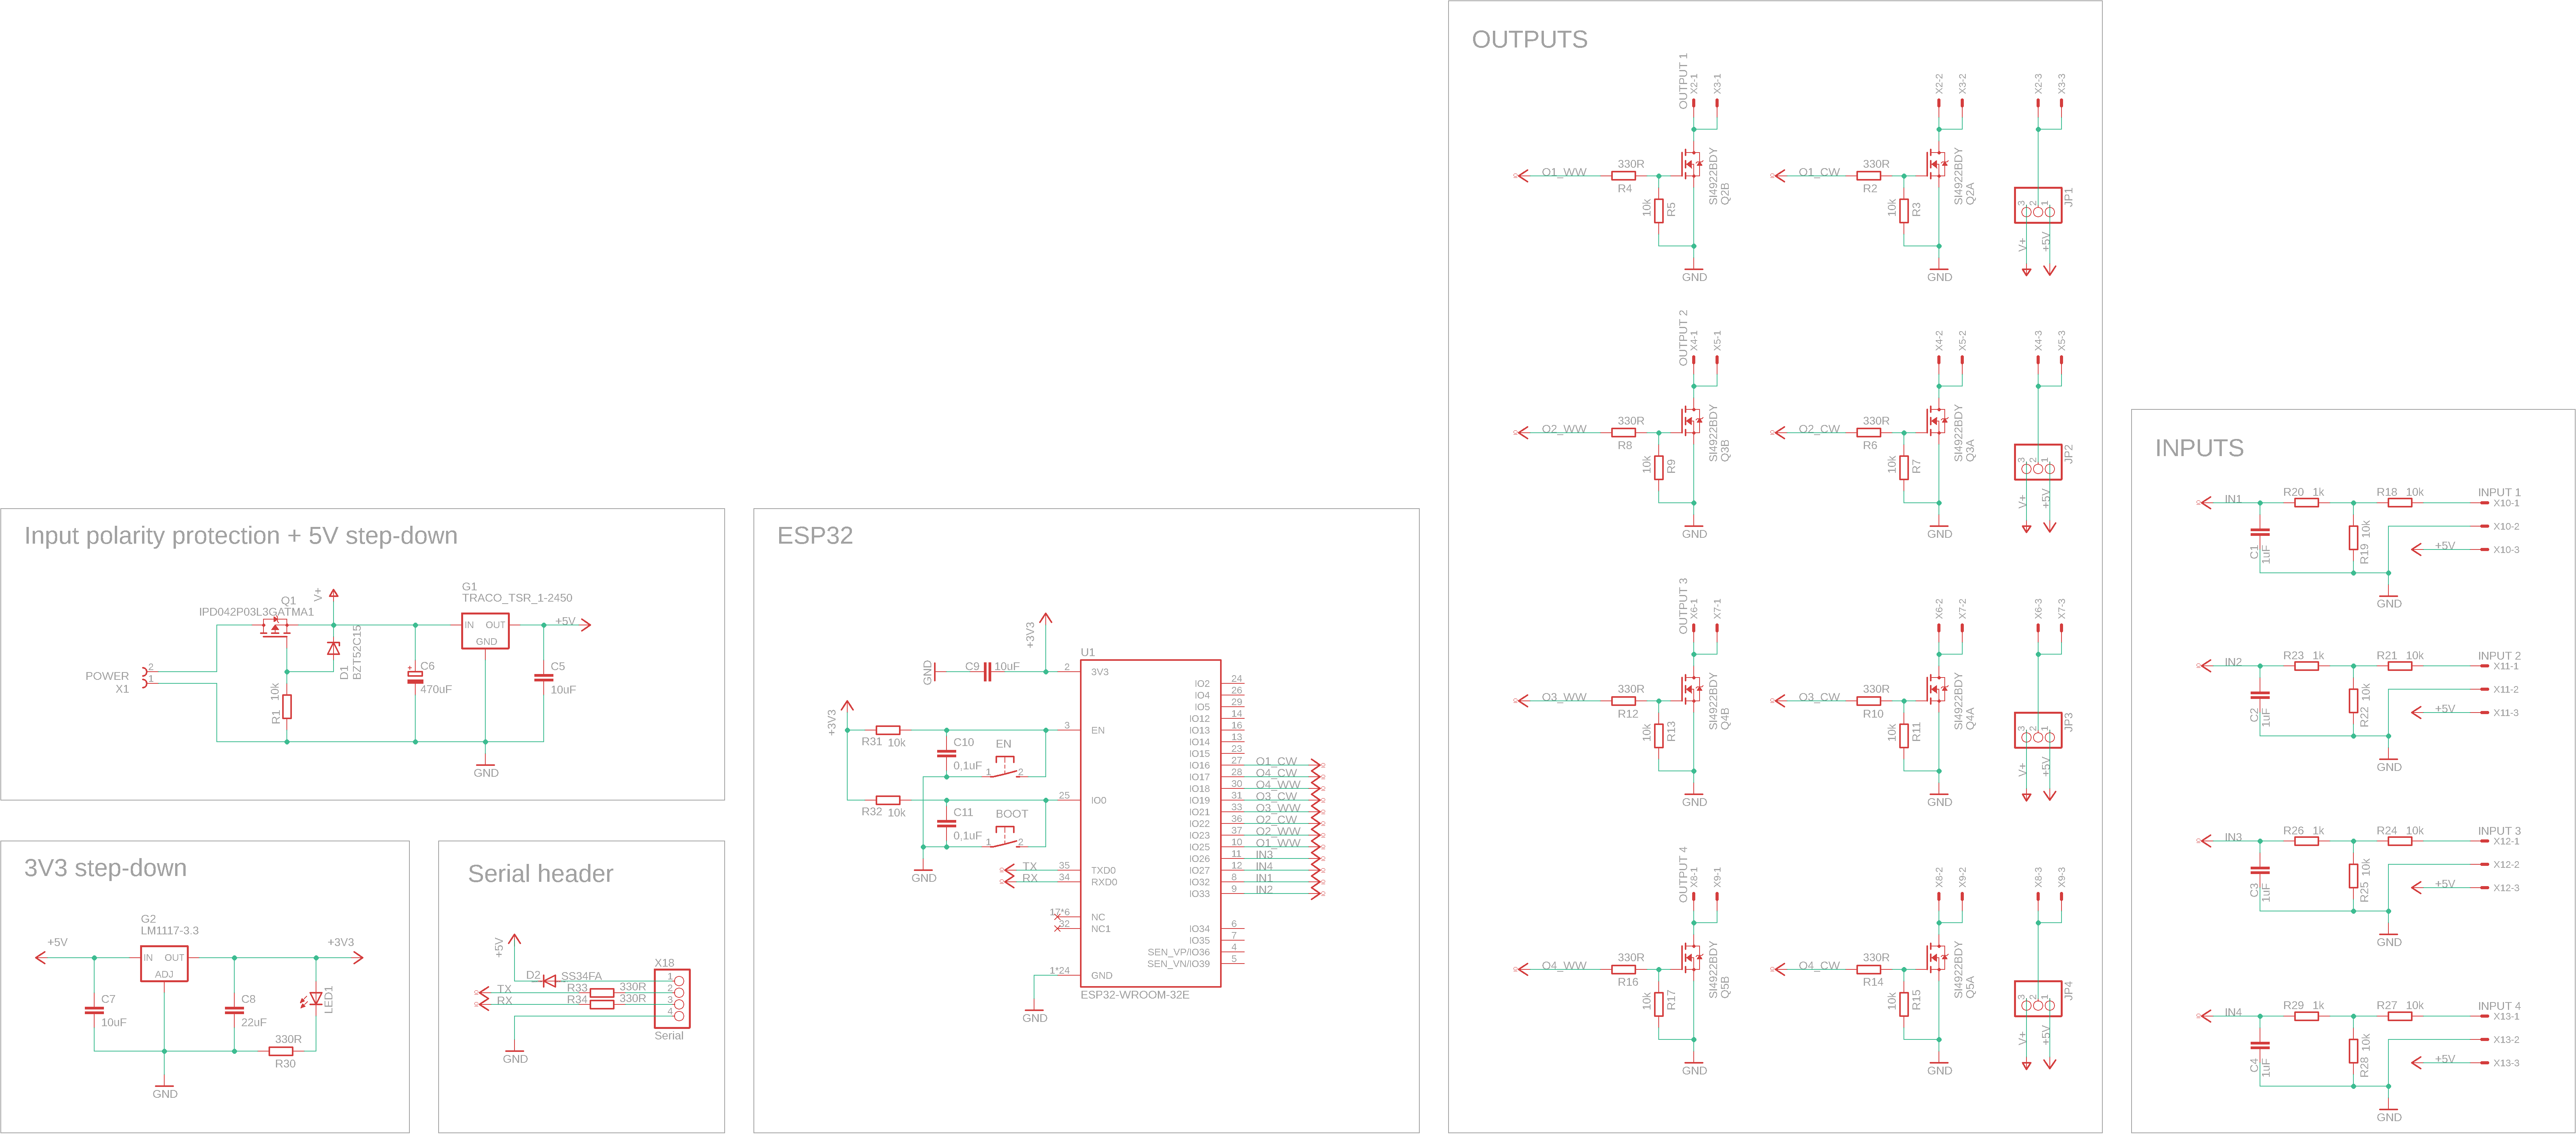 Input polarity protection + 5V step-down
Q1
IPD042P03L3GATMA1
V+
G1
TRACO_TSR_1-2450
IN OUT
GND
+5V
POWER
X1
2
1
R1 10k
D1
BZT52C15
C6
470uF
C5
10uF
GND
3V3 step-down
G2
LM1117-3.3
+5V
IN OUT
ADJ
+3V3
C7
10uF
C8
22uF
LED1
330R
R30
GND
Serial header
+5V
D2 SS34FA
TX R33 330R
RX R34 330R
X18
1
2
3
4
Serial
GND
ESP32
+3V3
GND
C9 10uF
U1
2 3V3
+3V3
R31 10k
C10
0,1uF
EN
1 2
3 EN
R32 10k
C11
0,1uF
BOOT
1 2
25 IO0
GND
TX 35 TXD0
RX 34 RXD0
17*6 NC
32 NC1
1*24 GND
GND
ESP32-WROOM-32E
IO2 24
IO4 26
IO5 29
IO12 14
IO13 16
IO14 13
IO15 23
IO16 27 O1_CW
IO17 28 O4_CW
IO18 30 O4_WW
IO19 31 O3_CW
IO21 33 O3_WW
IO22 36 O2_CW
IO23 37 O2_WW
IO25 10 O1_WW
IO26 11 IN3
IO27 12 IN4
IO32 8 IN1
IO33 9 IN2
IO34 6
IO35 7
SEN_VP/IO36 4
SEN_VN/IO39 5
OUTPUTS
OUTPUT 1
X2-1
X3-1
O1_WW
330R
R4
10k
R5
SI4922BDY
Q2B
GND
X2-2
X3-2
O1_CW
330R
R2
10k
R3
SI4922BDY
Q2A
GND
X2-3
X3-3
JP1
3 2 1
V+
+5V
OUTPUT 2
X4-1
X5-1
O2_WW
330R
R8
10k
R9
SI4922BDY
Q3B
GND
X4-2
X5-2
O2_CW
330R
R6
10k
R7
SI4922BDY
Q3A
GND
X4-3
X5-3
JP2
3 2 1
V+
+5V
OUTPUT 3
X6-1
X7-1
O3_WW
330R
R12
10k
R13
SI4922BDY
Q4B
GND
X6-2
X7-2
O3_CW
330R
R10
10k
R11
SI4922BDY
Q4A
GND
X6-3
X7-3
JP3
3 2 1
V+
+5V
OUTPUT 4
X8-1
X9-1
O4_WW
330R
R16
10k
R17
SI4922BDY
Q5B
GND
X8-2
X9-2
O4_CW
330R
R14
10k
R15
SI4922BDY
Q5A
GND
X8-3
X9-3
JP4
3 2 1
V+
+5V
INPUTS
IN1
R20 1k
R18 10k
INPUT 1
X10-1
X10-2
+5V X10-3
C1
1uF
R19 10k
GND
IN2
R23 1k
R21 10k
INPUT 2
X11-1
X11-2
+5V X11-3
C2
1uF
R22 10k
GND
IN3
R26 1k
R24 10k
INPUT 3
X12-1
X12-2
+5V X12-3
C3
1uF
R25 10k
GND
IN4
R29 1k
R27 10k
INPUT 4
X13-1
X13-2
+5V X13-3
C4
1uF
R28 10k
GND